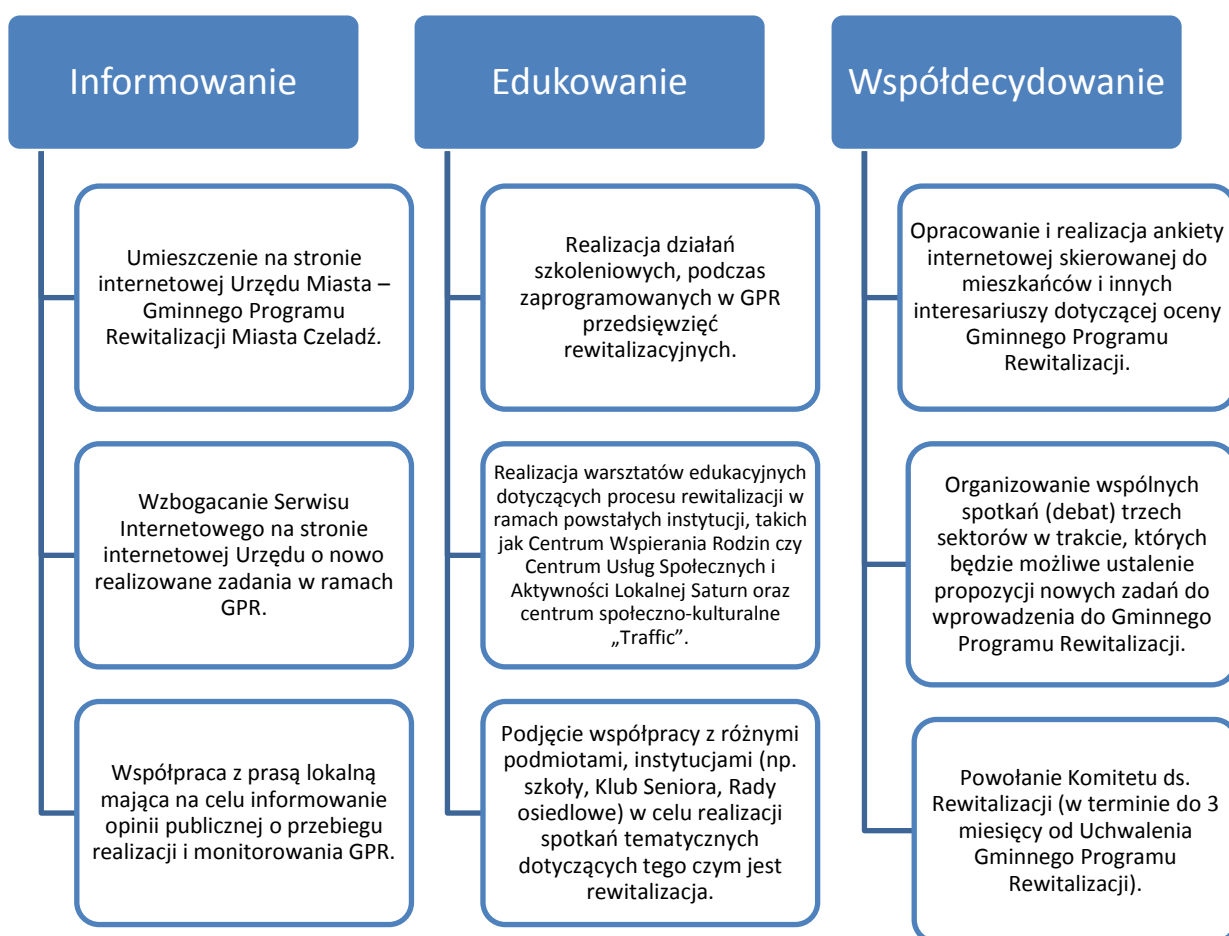 Informowanie
Umieszczenie na stronie
internetowej Urzędu Miasta –
Gminnego Programu
Rewitalizacji Miasta Czeladź.
Wzbogacanie Serwisu
Internetowego na stronie
internetowej Urzędu o nowo
realizowane zadania w ramach
GPR.
Współpraca z prasą lokalną
mająca na celu informowanie
opinii publicznej o przebiegu
realizacji i monitorowania GPR.
Edukowanie
Realizacja działań
szkoleniowych, podczas
zaprogramowanych w GPR
przedsięwzięć
rewitalizacyjnych.
Realizacja warsztatów edukacyjnych
dotyczących procesu rewitalizacji w
ramach powstałych instytucji, takich
jak Centrum Wspierania Rodzin czy
Centrum Usług Społecznych i
Aktywności Lokalnej Saturn oraz
centrum społeczno-kulturalne
„Traffic”.
Podjęcie współpracy z różnymi
podmiotami, instytucjami (np.
szkoły, Klub Seniora, Rady
osiedlowe) w celu realizacji
spotkań tematycznych
dotyczących tego czym jest
rewitalizacja.
Współdecydowanie
Opracowanie i realizacja ankiety
internetowej skierowanej do
mieszkańców i innych
interesariuszy dotyczącej oceny
Gminnego Programu
Rewitalizacji.
Organizowanie wspólnych
spotkań (debat) trzech
sektorów w trakcie, których
będzie możliwe ustalenie
propozycji nowych zadań do
wprowadzenia do Gminnego
Programu Rewitalizacji.
Powołanie Komitetu ds.
Rewitalizacji (w terminie do 3
miesięcy od Uchwalenia
Gminnego Programu
Rewitalizacji).